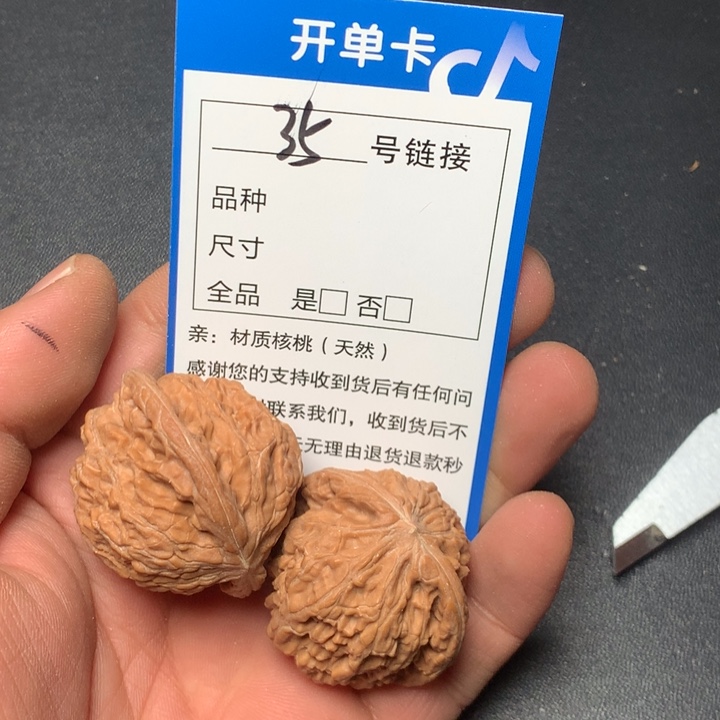 开单卡
35号链接
品种
尺寸
全品 是□ 否□
亲：材质核桃（天然）
感谢您的支持收到货后有任何问
联系我们，收到货后不
无理由退货退款秒